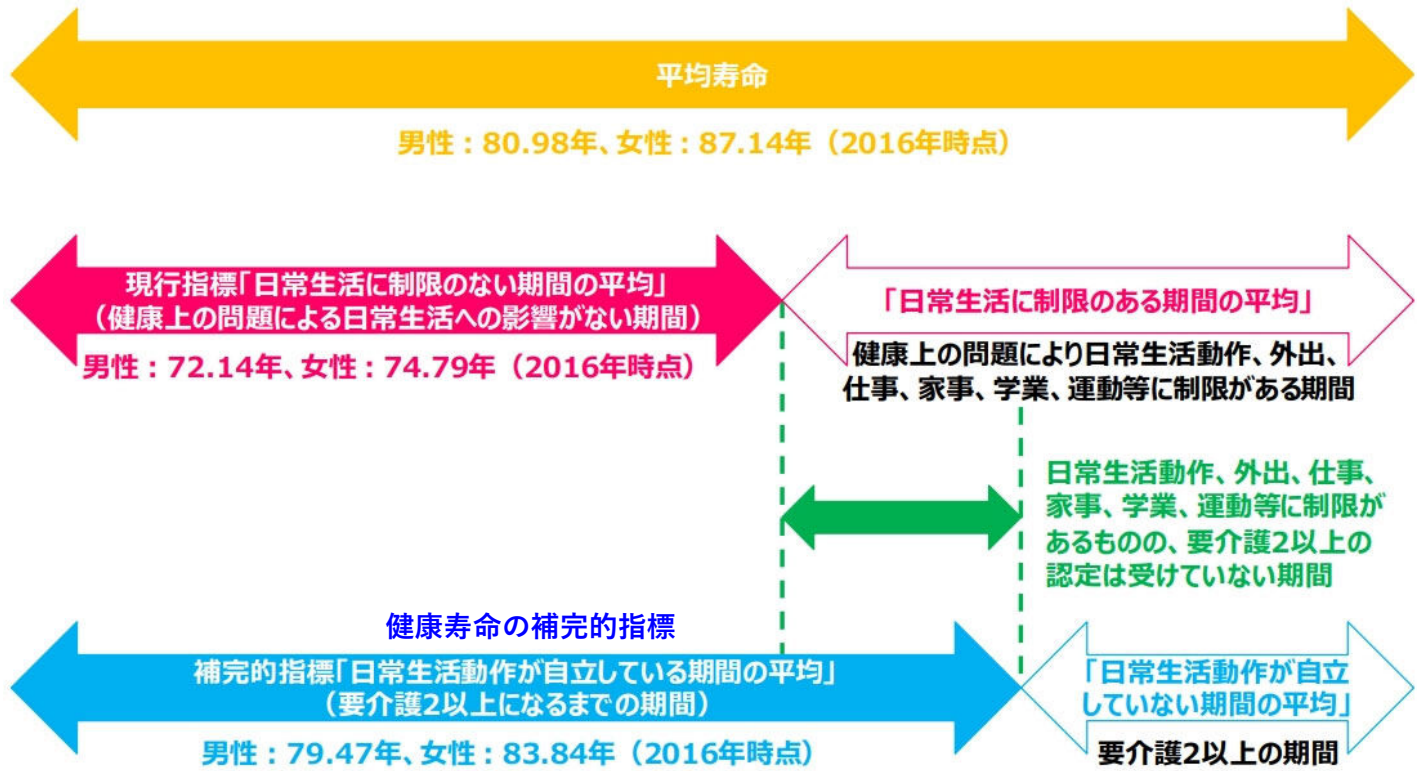 平均寿命
男性：80.98年、女性：87.14年（2016年時点）
現行指標「日常生活に制限のない期間の平均」
（健康上の問題による日常生活への影響がない期間）
男性：72.14年、女性：74.79年（2016年時点）
「日常生活に制限のある期間の平均」
健康上の問題により日常生活動作、外出、
仕事、家事、学業、運動等に制限がある期間
日常生活動作、外出、仕事、
家事、学業、運動等に制限が
あるものの、要介護2以上の
認定は受けていない期間
健康寿命の補完的指標
補完的指標「日常生活動作が自立している期間の平均」
（要介護2以上になるまでの期間）
男性：79.47年、女性：83.84年（2016年時点）
「日常生活動作が自立
していない期間の平均」
要介護2以上の期間